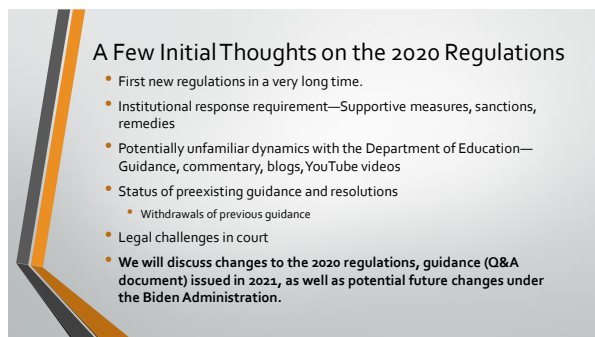 A Few Initial Thoughts on the 2020 Regulations
• First new regulations in a very long time.
• Institutional response requirement—Supportive measures, sanctions,
remedies
• Potentially unfamiliar dynamics with the Department of Education—
Guidance, commentary, blogs, YouTube videos
• Status of preexisting guidance and resolutions
• Withdrawals of previous guidance
• Legal challenges in court
• We will discuss changes to the 2020 regulations, guidance (Q&A
document) issued in 2021, as well as potential future changes under
the Biden Administration.